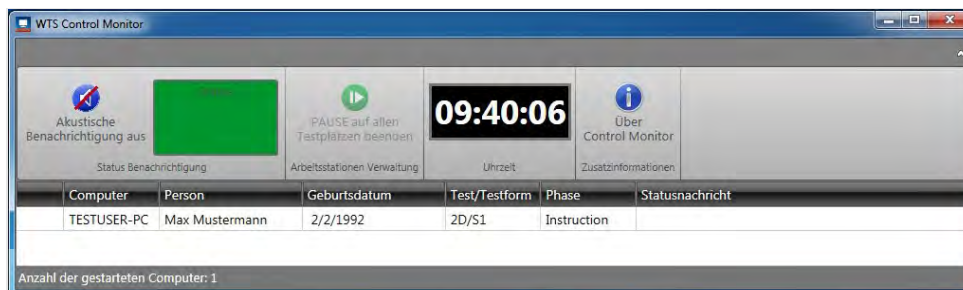 WTS Control Monitor
Akustische
Benachrichtigung aus
PAUSE auf allen
Testplätzen beenden
09:40:06
Über
Control Monitor
Status Benachrichtigung
Arbeitsstationen Verwaltung
Uhrzeit
Zusatzinformationen
Computer Person Geburtsdatum Test/Testform Phase Statusnachricht
TESTUSER-PC Max Mustermann 2/2/1992 2D/S1 Instruction
Anzahl der gestarteten Computer: 1